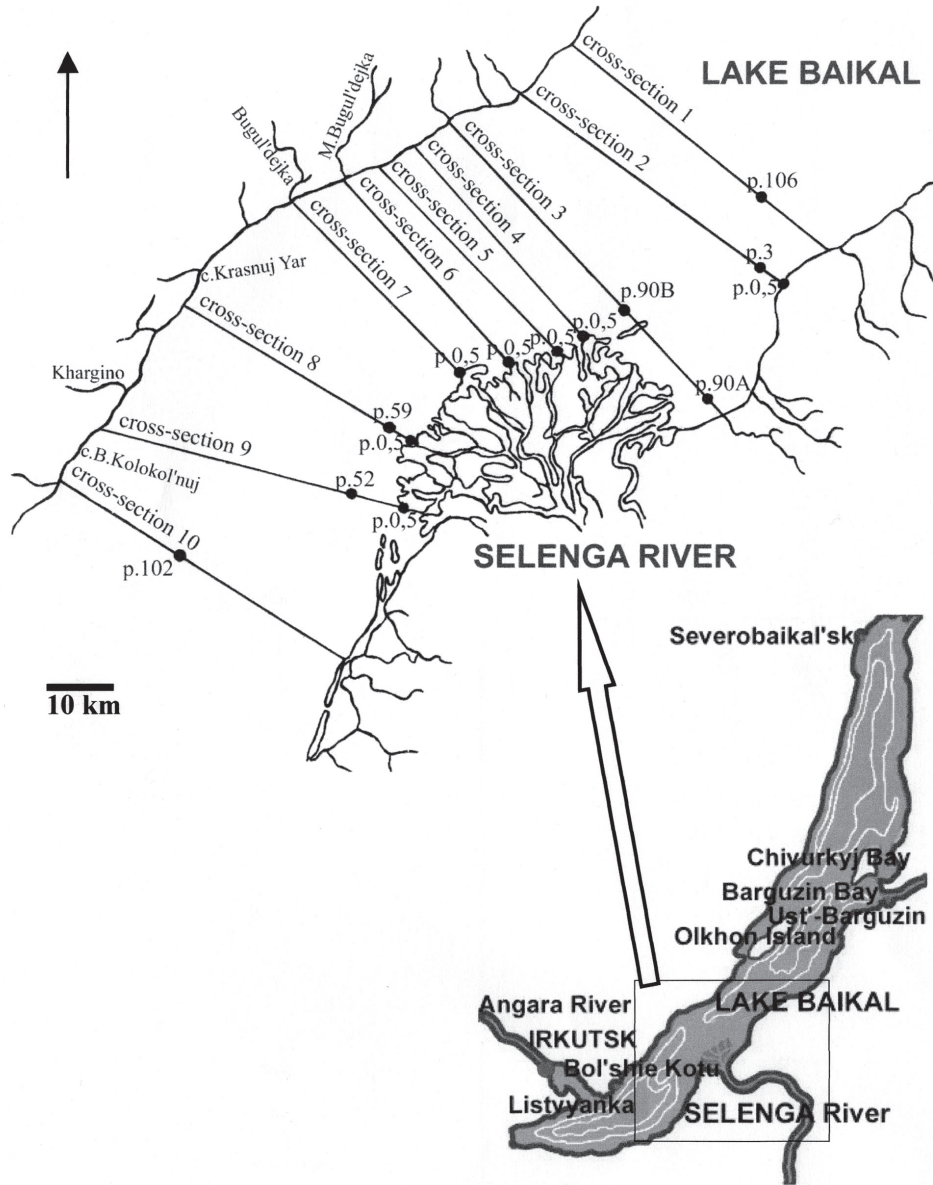 cross-section 1
LAKE BAIKAL
M.Bugul'dejka
Bugul'dejka
cross-section 2
cross-section 3
cross-section 4
cross-section 5
cross-section 6
cross-section 7
p.106
p.3
p.0,5
c.Krasnuj Yar
p.90B
cross-section 8
p.0,5
p.0,5
p.0,5
p.0,5
Khargino
p.90A
p.59
p.0,5
cross-section 9
c.B.Kolokol'nuj
p.52
p.0,5
cross-section 10
p.102
SELENGA RIVER
10 km
Severobaikal'sk
Chivurkyj Bay
Barguzin Bay
Ust'-Barguzin
Olkhon Island
LAKE BAIKAL
Angara River
IRKUTSK
Bol'shie Kotu
Listvyanka
SELENGA River